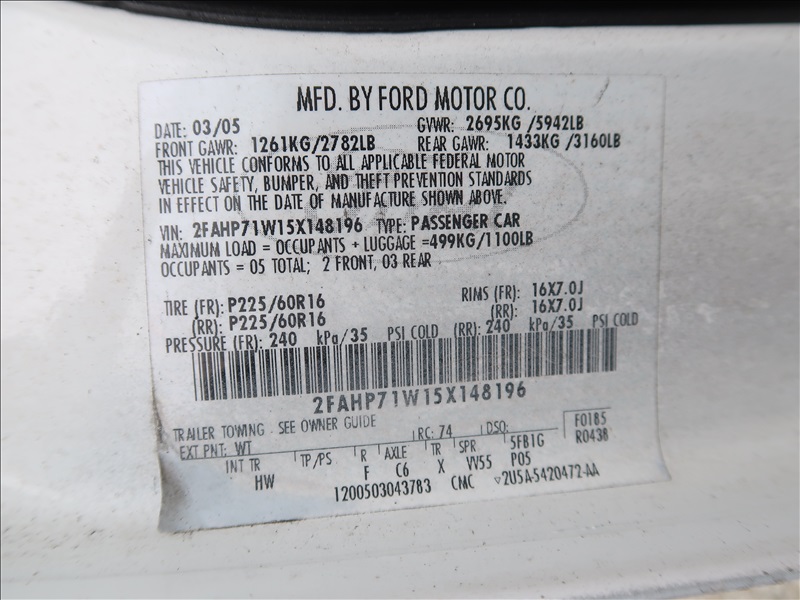 MFD. BY FORD MOTOR CO.
DATE: 03/05 GVWR: 2695KG /5942LB
FRONT GAWR: 1261KG/2782LB REAR GAWR: 1433KG /3160LB
THIS VEHICLE CONFORMS TO ALL APPLICABLE FEDERAL MOTOR
VEHICLE SAFETY, BUMPER, AND THEFT PREVENTION STANDARDS
IN EFFECT ON THE DATE OF MANUFACTURE SHOWN ABOVE.
VIN: 2FAHP71W15X148196 TYPE: PASSENGER CAR
MAXIMUM LOAD = OCCUPANTS + LUGGAGE =499KG/1100LB
OCCUPANTS = 05 TOTAL; 2 FRONT, 03 REAR
TIRE (FR): P225/60R16 RIMS (FR): 16X7.0J
(RR): P225/60R16 (RR): 16X7.0J
PRESSURE (FR): 240 kPa/35 PSI COLD (RR): 240 kPa/35 PSI COLD
2FAHP71W15X148196
TRAILER TOWING - SEE OWNER GUIDE
EXT PNT: WT RC: 74 DSO: F0185
5FB1G R0438
INT TR TP/PS R AXLE TR SPR P05
HW F C6 X VV55
1200503043783 CMC ▽2U5A-5420472-AA